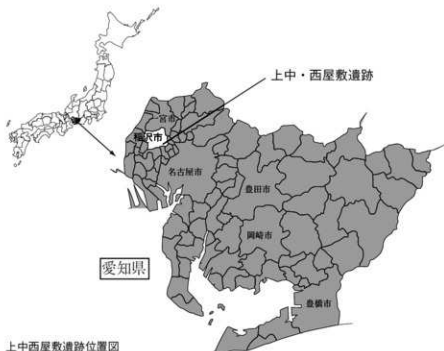 上中・西屋敷遺跡
宮市
稲沢市
名古屋市
豊田市
岡崎市
愛知県
豊橋市
上中西屋敷遺跡位置図